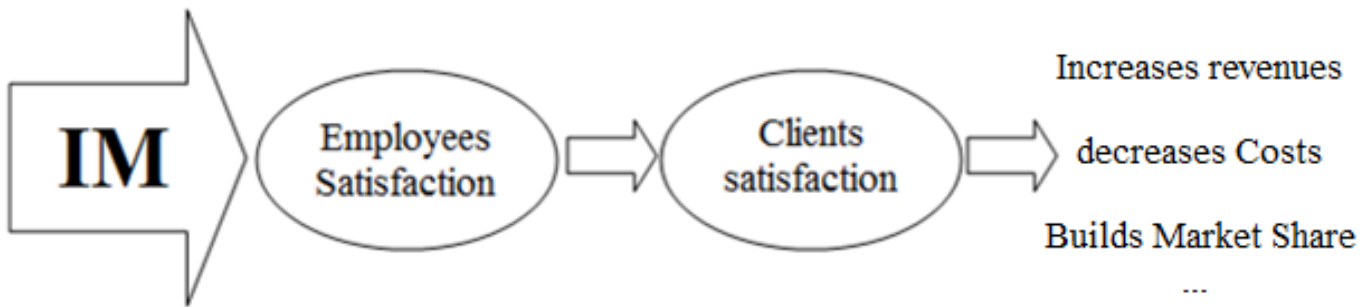 IM
Employees
Satisfaction
Clients
satisfaction
Increases revenues
decreases Costs
Builds Market Share
...